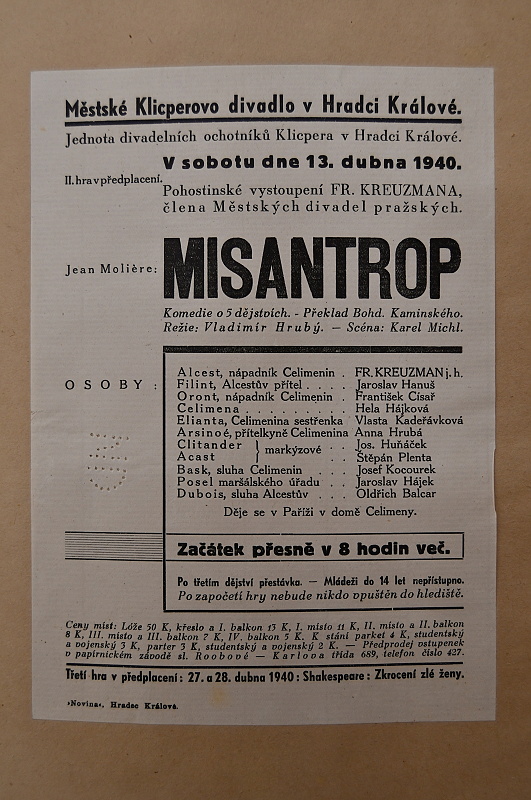 Městské Klicperovo divadlo v Hradci Králové.
Jednota divadelních ochotníků Klicpera v Hradci Králové.
V sobotu dne 13. dubna 1940.
II. hra v předplacení.
Pohostinské vystoupení FR. KREUZMANA,
člena Městských divadel pražských.
Jean Molière: MISANTROP
Komedie o 5 dějstvích. - Překlad Bohd. Kaminského.
Režie: Vladimír Hrubý. — Scéna: Karel Michl.
OSOBY:
Alcest, nápadník Celimenin . FR. KREUZMAN j. h.
Filint, Alcestův přítel . . . . Jaroslav Hanuš
Oront, nápadník Celimenin . František Císař
Celimena . . . . . . . . . Hela Hájková
Elianta, Celimenina sestřenka Vlasta Kadeřávková
Arsinoé, přítelkyně Celimenina Anna Hrubá
Clitander } markýzové . . Jos. Huňáček
Acast } . . Štěpán Plenta
Bask, sluha Celimenin . . . Josef Kocourek
Posel maršálského úřadu . . Jaroslav Hájek
Dubois, sluha Alcestův . . . Oldřich Balcar
Děje se v Paříži v domě Celimeny.
Začátek přesně v 8 hodin več.
Po třetím dějství přestávka. — Mládeži do 14 let nepřístupno.
Po započetí hry nebude nikdo vpuštěn do hlediště.
Ceny míst: Lóže 50 K, křeslo a I. balkon 13 K, I. místo 11 K, II. místo a II. balkon
8 K, III. místo a III. balkon 7 K, IV. balkon 5 K. K stání parket 4 K, studentský
a vojenský 3 K, parter 3 K, studentský a vojenský 2 K. — Předprodej vstupenek
v papírnickém závodě sl. Roobové — Karlova třída 689, telefon číslo 427.
Třetí hra v předplacení: 27. a 28. dubna 1940: Shakespeare: Zkrocení zlé ženy.
»Novina«, Hradec Králové.